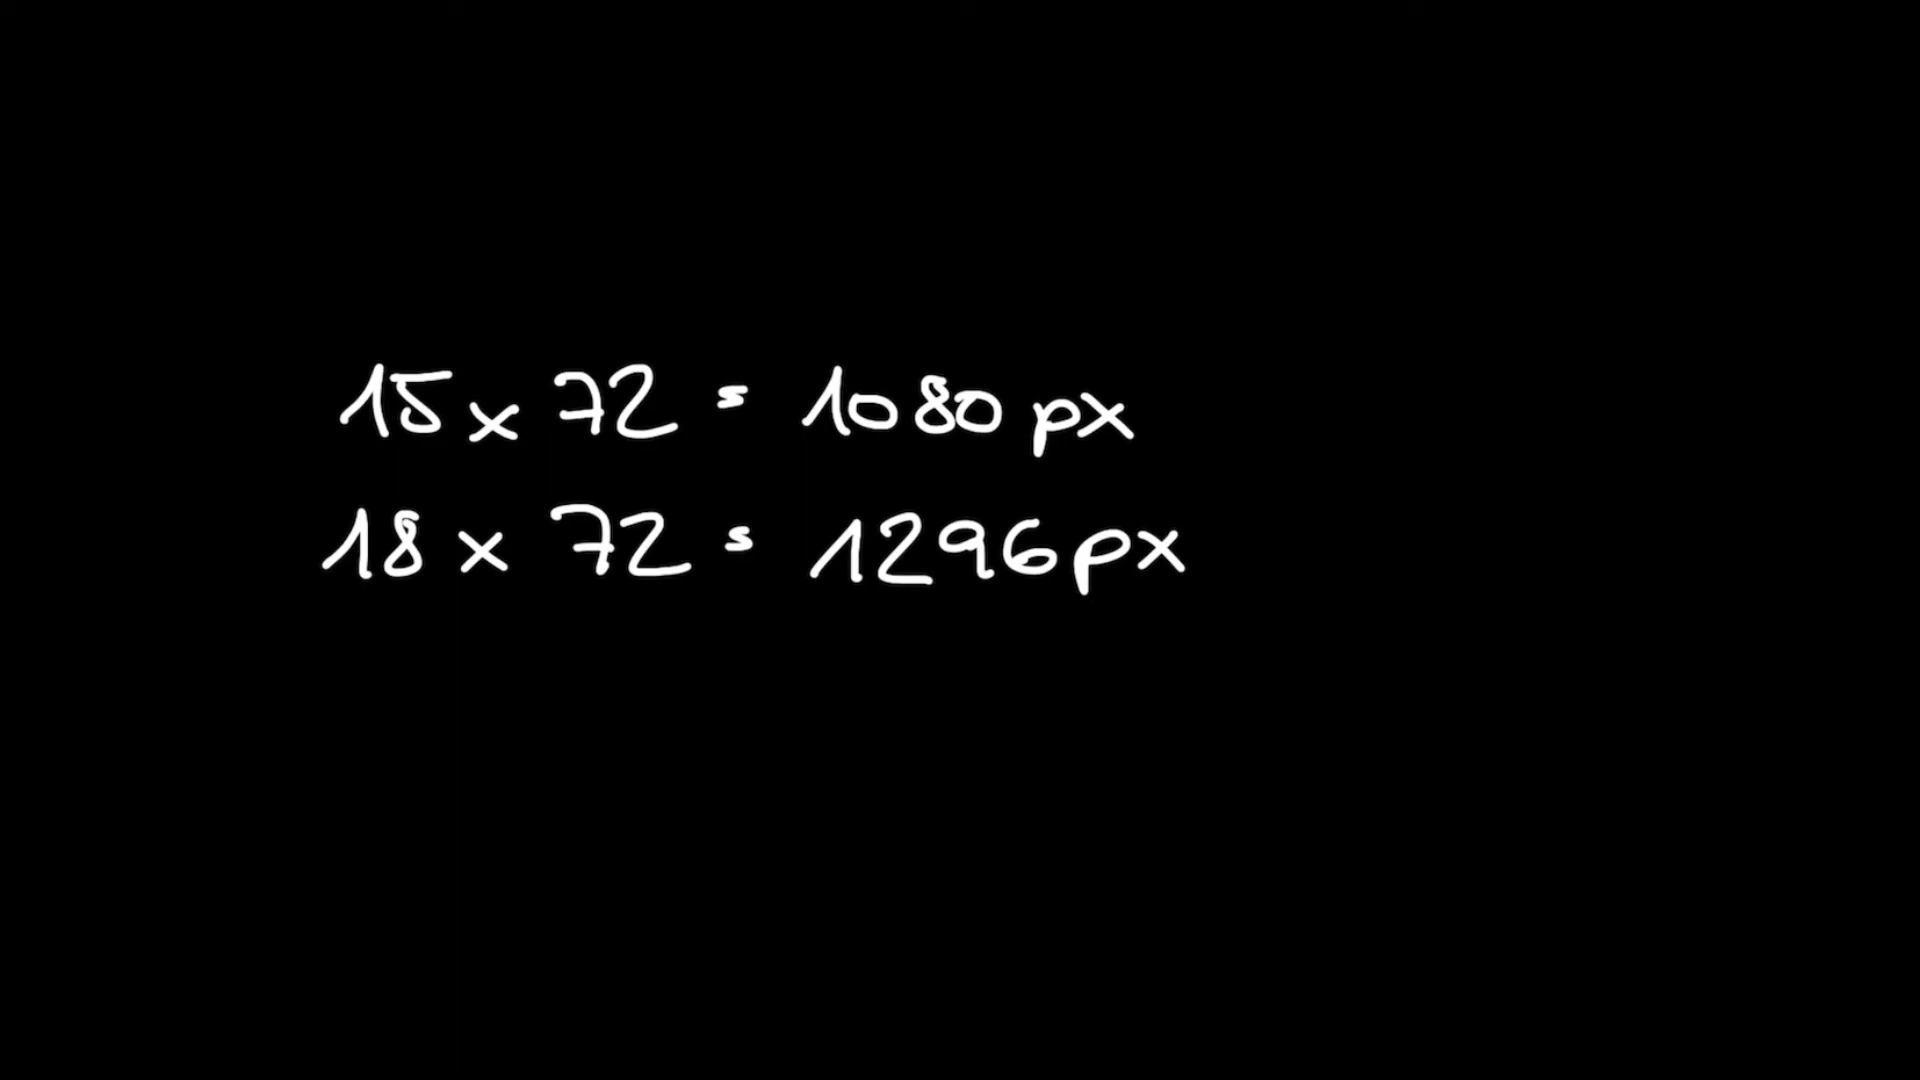 15 x 72 = 1080 px
18 x 72 = 1296 px